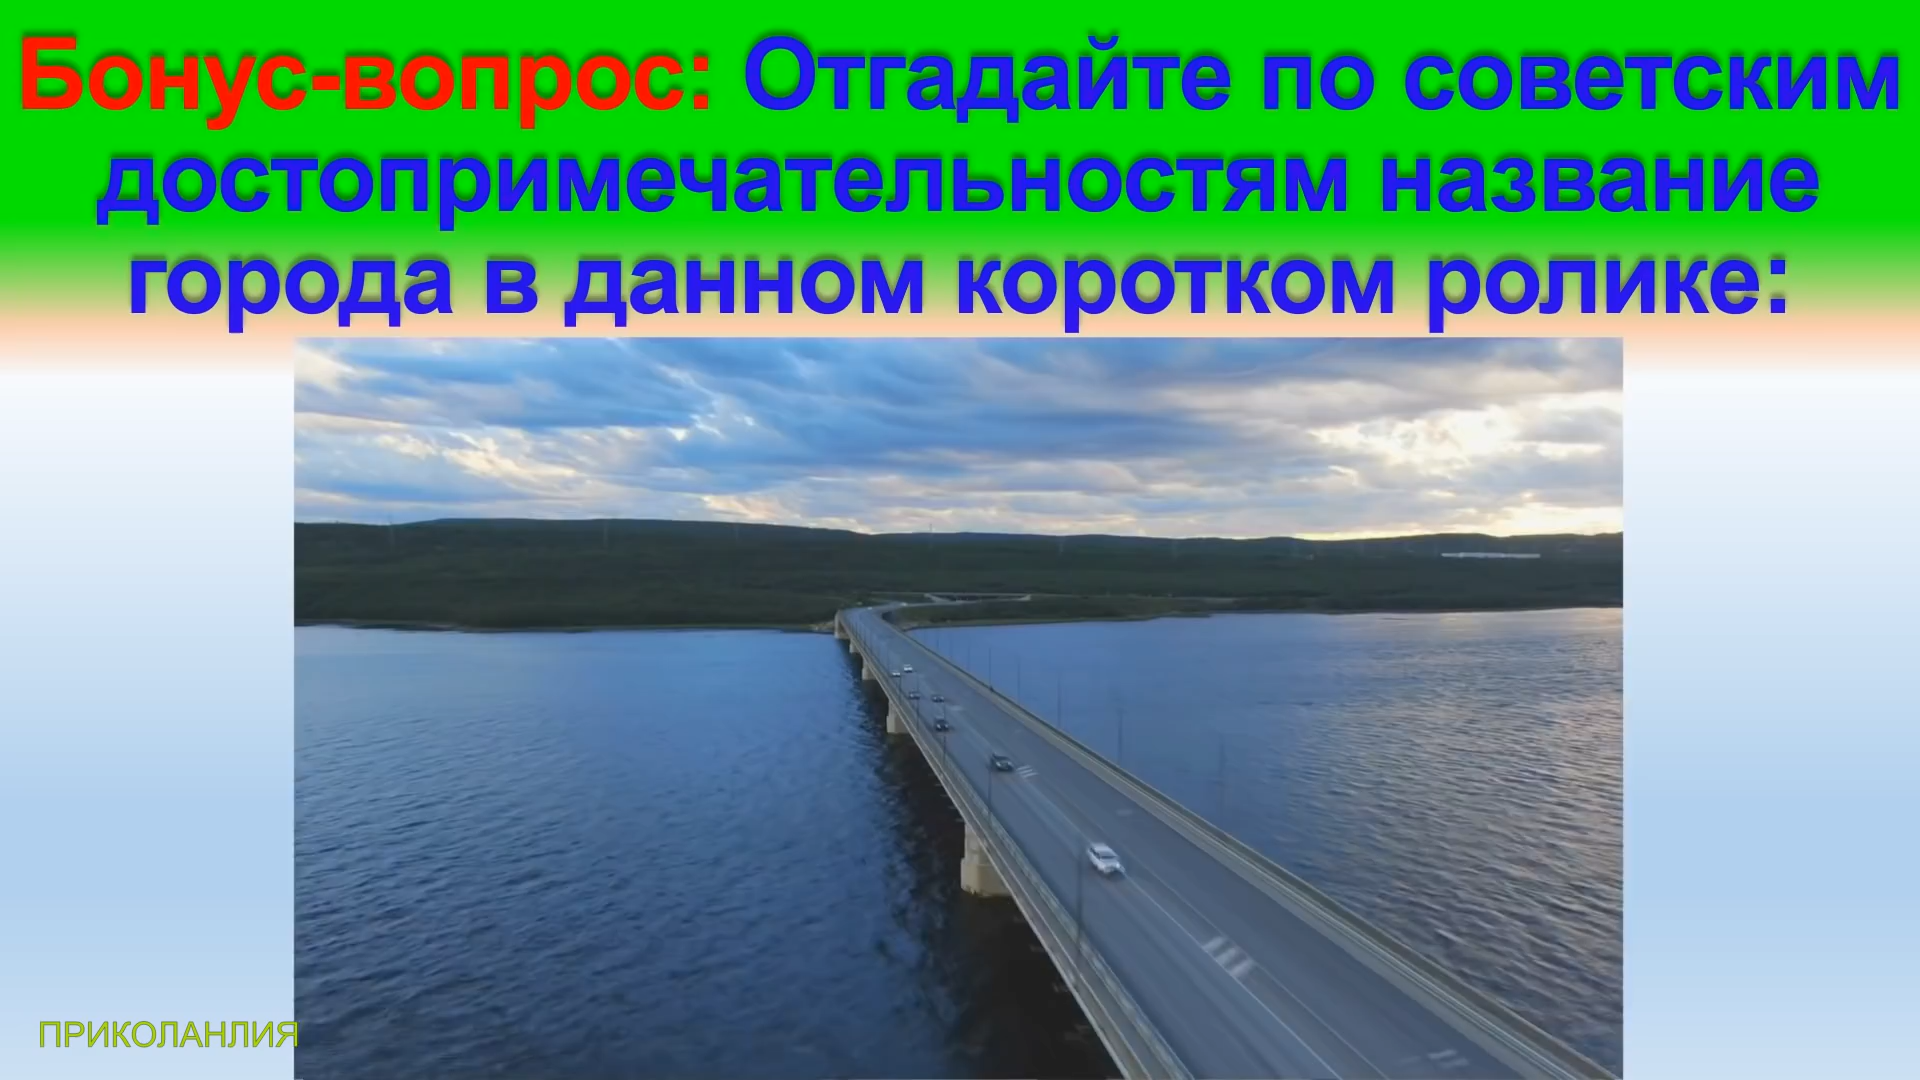 Бонус-вопрос: Отгадайте по советским
достопримечательностям название
города в данном коротком ролике:
ПРИКОЛАНЛИЯ